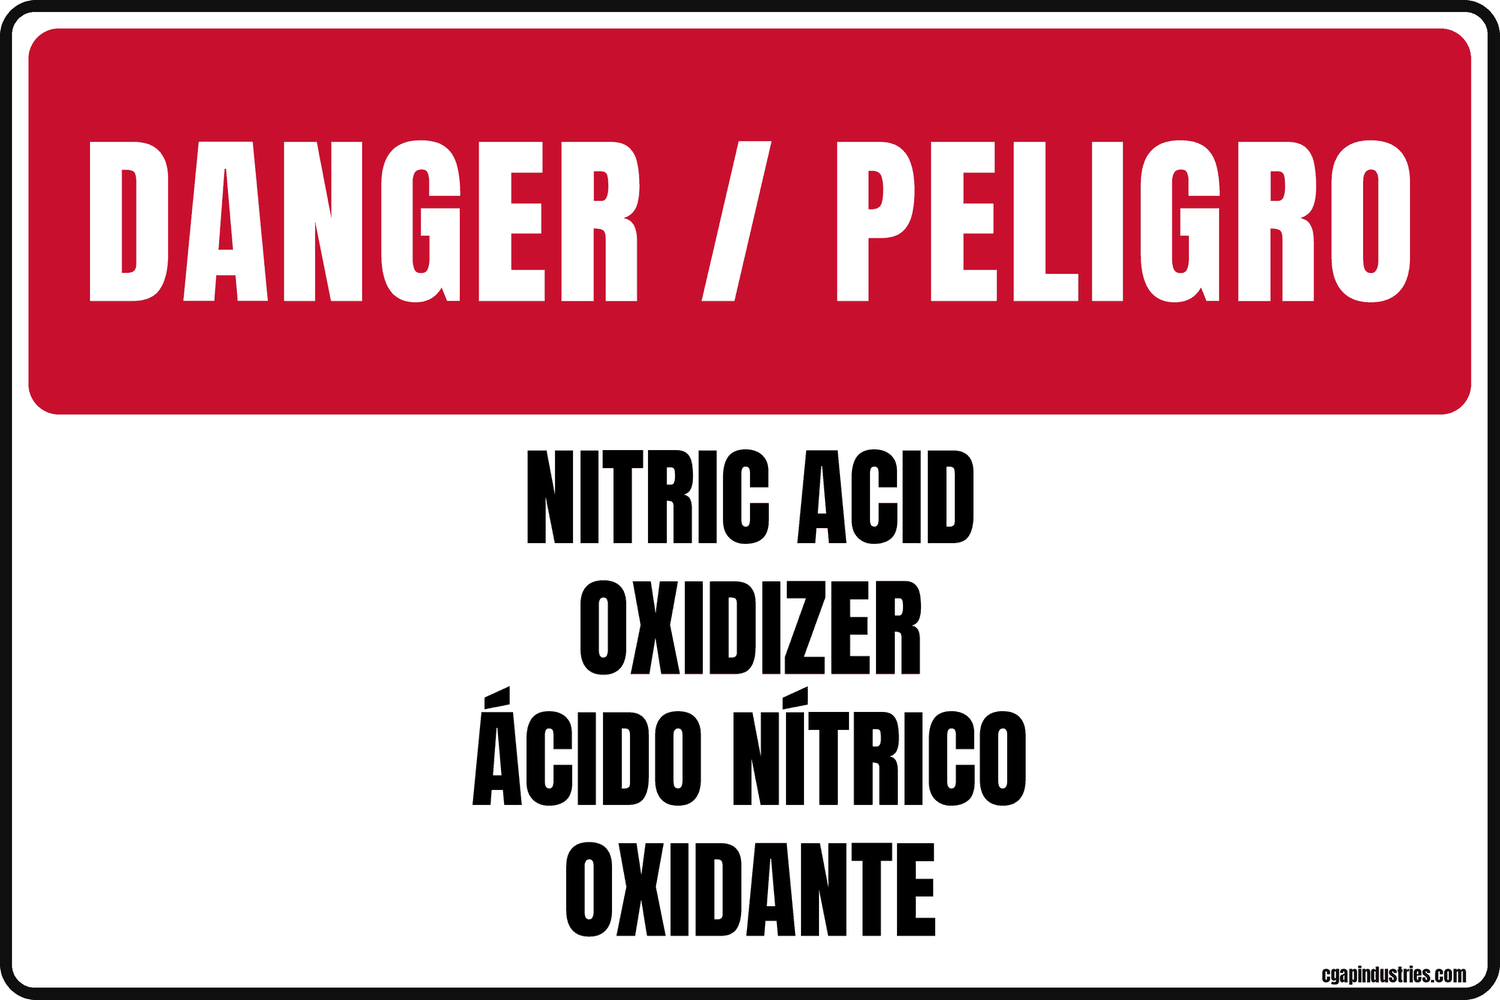 DANGER / PELIGRO
NITRIC ACID
OXIDIZER
ÁCIDO NÍTRICO
OXIDANTE
cgapindustries.com